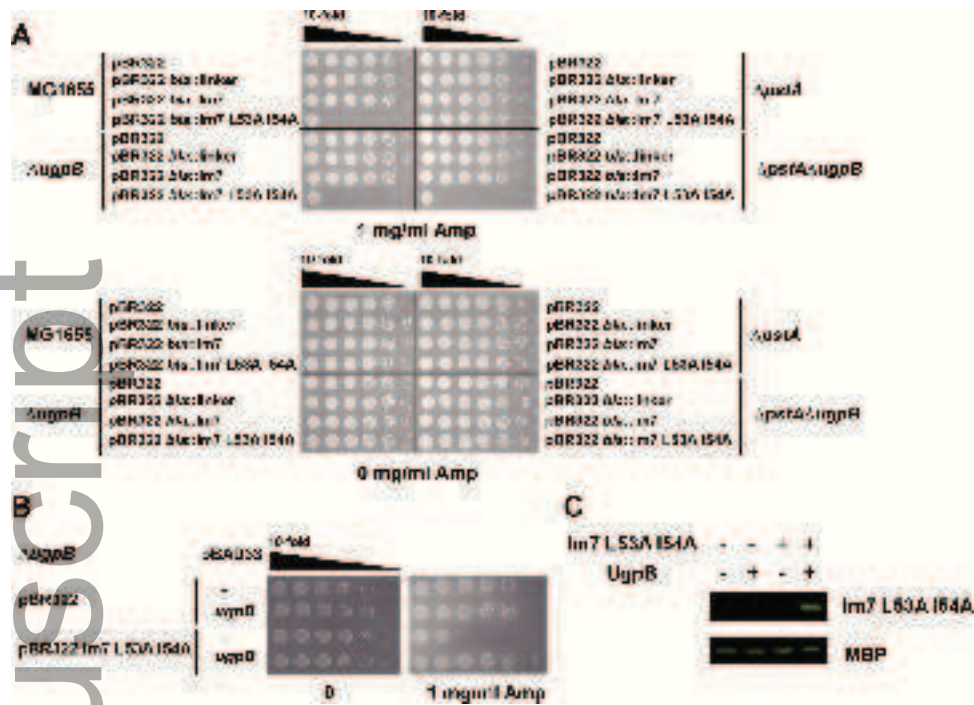 A
10-fold
10-fold
MG1655
pBR322
pBR322 bla::linker
pBR322 bla::Im7
pBR322 bla::Im7 L53A I54A
ΔugpB
pBR322
pBR322 bla::linker
pBR322 bla::Im7
pBR322 bla::Im7 L53A I54A
pBR322
pBR322 bla::linker
pBR322 bla::Im7
pBR322 bla::Im7 L53A I54A
ΔpstA
pBR322
pBR322 bla::linker
pBR322 bla::Im7
pBR322 bla::Im7 L53A I54A
ΔpstAΔugpB
1 mg/ml Amp
10-fold
10-fold
MG1655
pBR322
pBR322 bla::linker
pBR322 bla::Im7
pBR322 bla::Im7 L53A I54A
ΔugpB
pBR322
pBR322 bla::linker
pBR322 bla::Im7
pBR322 bla::Im7 L53A I54A
pBR322
pBR322 bla::linker
pBR322 bla::Im7
pBR322 bla::Im7 L53A I54A
ΔpstA
pBR322
pBR322 bla::linker
pBR322 bla::Im7
pBR322 bla::Im7 L53A I54A
ΔpstAΔugpB
0 mg/ml Amp
B
ΔugpB
pBAD33
10-fold
pBR322
-
ugpB
pBR322 Im7 L53A I54A
-
ugpB
0
1 mg/ml Amp
C
Im7 L53A I54A - - + +
UgpB - + - +
Im7 L53A I54A
MBP
uscript